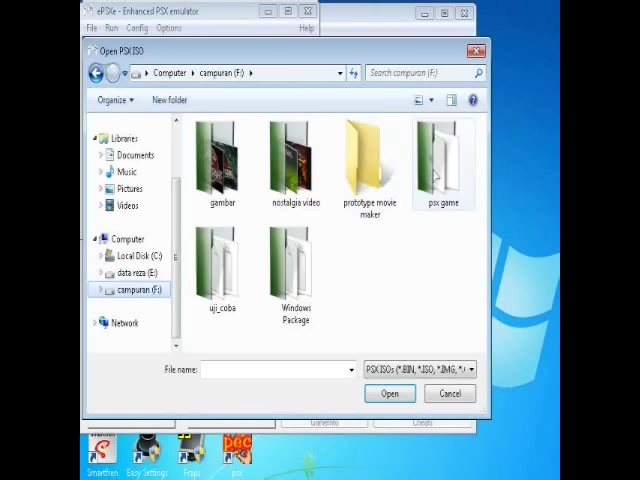 ePSXe - Enhanced PSX emulator
File Run Config Options Help
Open PSX ISO
Computer campuran (F:)
Search campuran (F:)
Organize New folder
Libraries
Documents
Music
Pictures
Videos
Computer
Local Disk (C:)
data reza (E:)
campuran (F:)
Network
gambar
nostalgia video
prototype movie
maker
psx game
uji_coba
Windows
Package
File name:
PSX ISOs (*.BIN, *.ISO, *.IMG, *.
Open Cancel
GameInfo Cheats
Smartfren
Easy Settings
Fraps
pec